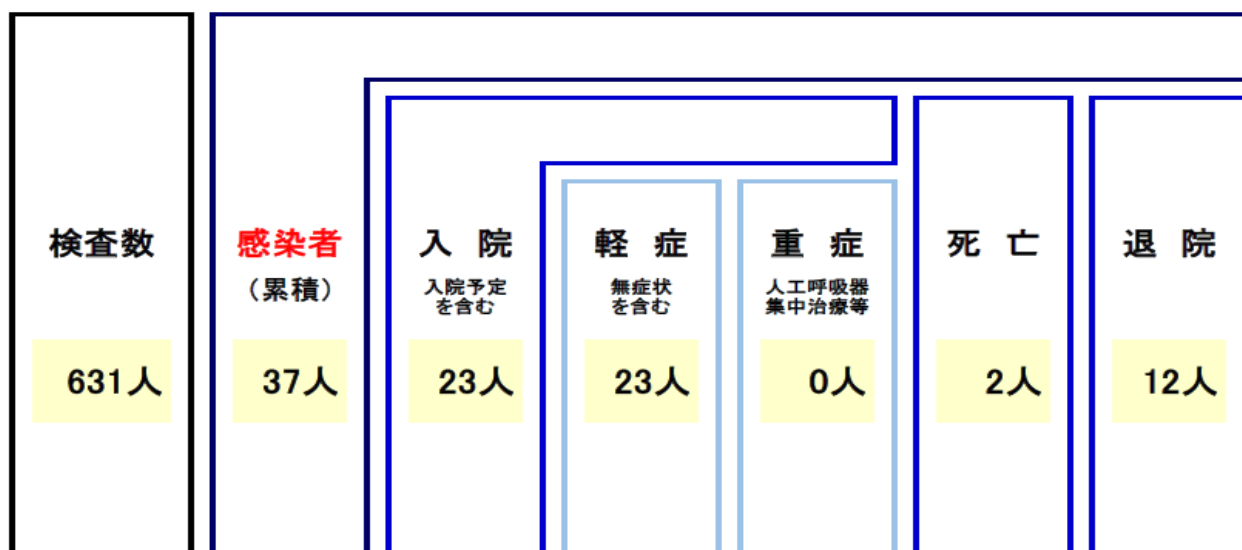 検査数
631人
感染者
（累積）
37人
入 院
入院予定
を含む
23人
軽 症
無症状
を含む
23人
重 症
人工呼吸器
集中治療等
0人
死 亡
2人
退 院
12人